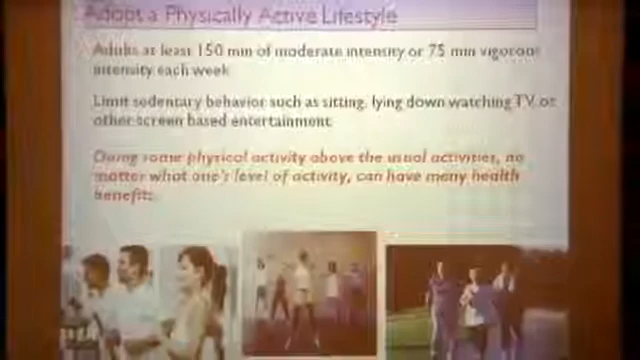 Adopt a Physically Active Lifestyle
Adults at least 150 min of moderate intensity or 75 min vigorous
intensity each week
Limit sedentary behavior such as sitting, lying down watching TV or
other screen based entertainment
Doing some physical activity above the usual activities, no
matter what one's level of activity, can have many health
benefits.